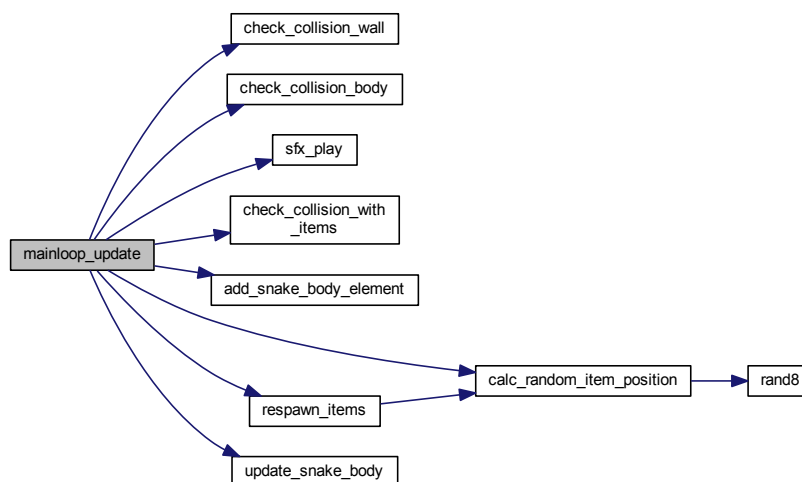 check_collision_wall
check_collision_body
sfx_play
check_collision_with
_items
mainloop_update
add_snake_body_element
calc_random_item_position
rand8
respawn_items
update_snake_body